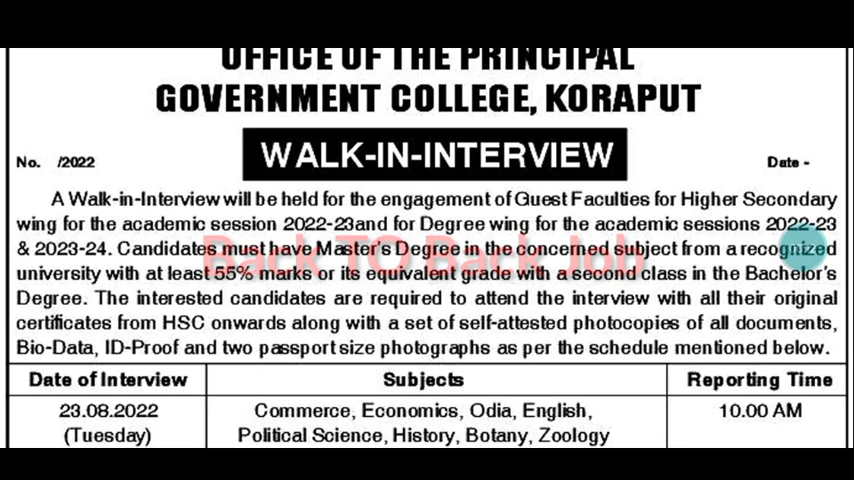 OFFICE OF THE PRINCIPAL
GOVERNMENT COLLEGE, KORAPUT
No. /2022 WALK-IN-INTERVIEW Date -
A Walk-in-Interview will be held for the engagement of Guest Faculties for Higher Secondary
wing for the academic session 2022-23and for Degree wing for the academic sessions 2022-23
& 2023-24. Candidates must have Master's Degree in the concerned subject from a recognized
university with at least 55% marks or its equivalent grade with a second class in the Bachelor's
Degree. The interested candidates are required to attend the interview with all their original
certificates from HSC onwards along with a set of self-attested photocopies of all documents,
Bio-Data, ID-Proof and two passport size photographs as per the schedule mentioned below.
Back TO Back Job
Date of Interview Subjects Reporting Time
23.08.2022 Commerce, Economics, Odia, English, 10.00 AM
(Tuesday) Political Science, History, Botany, Zoology